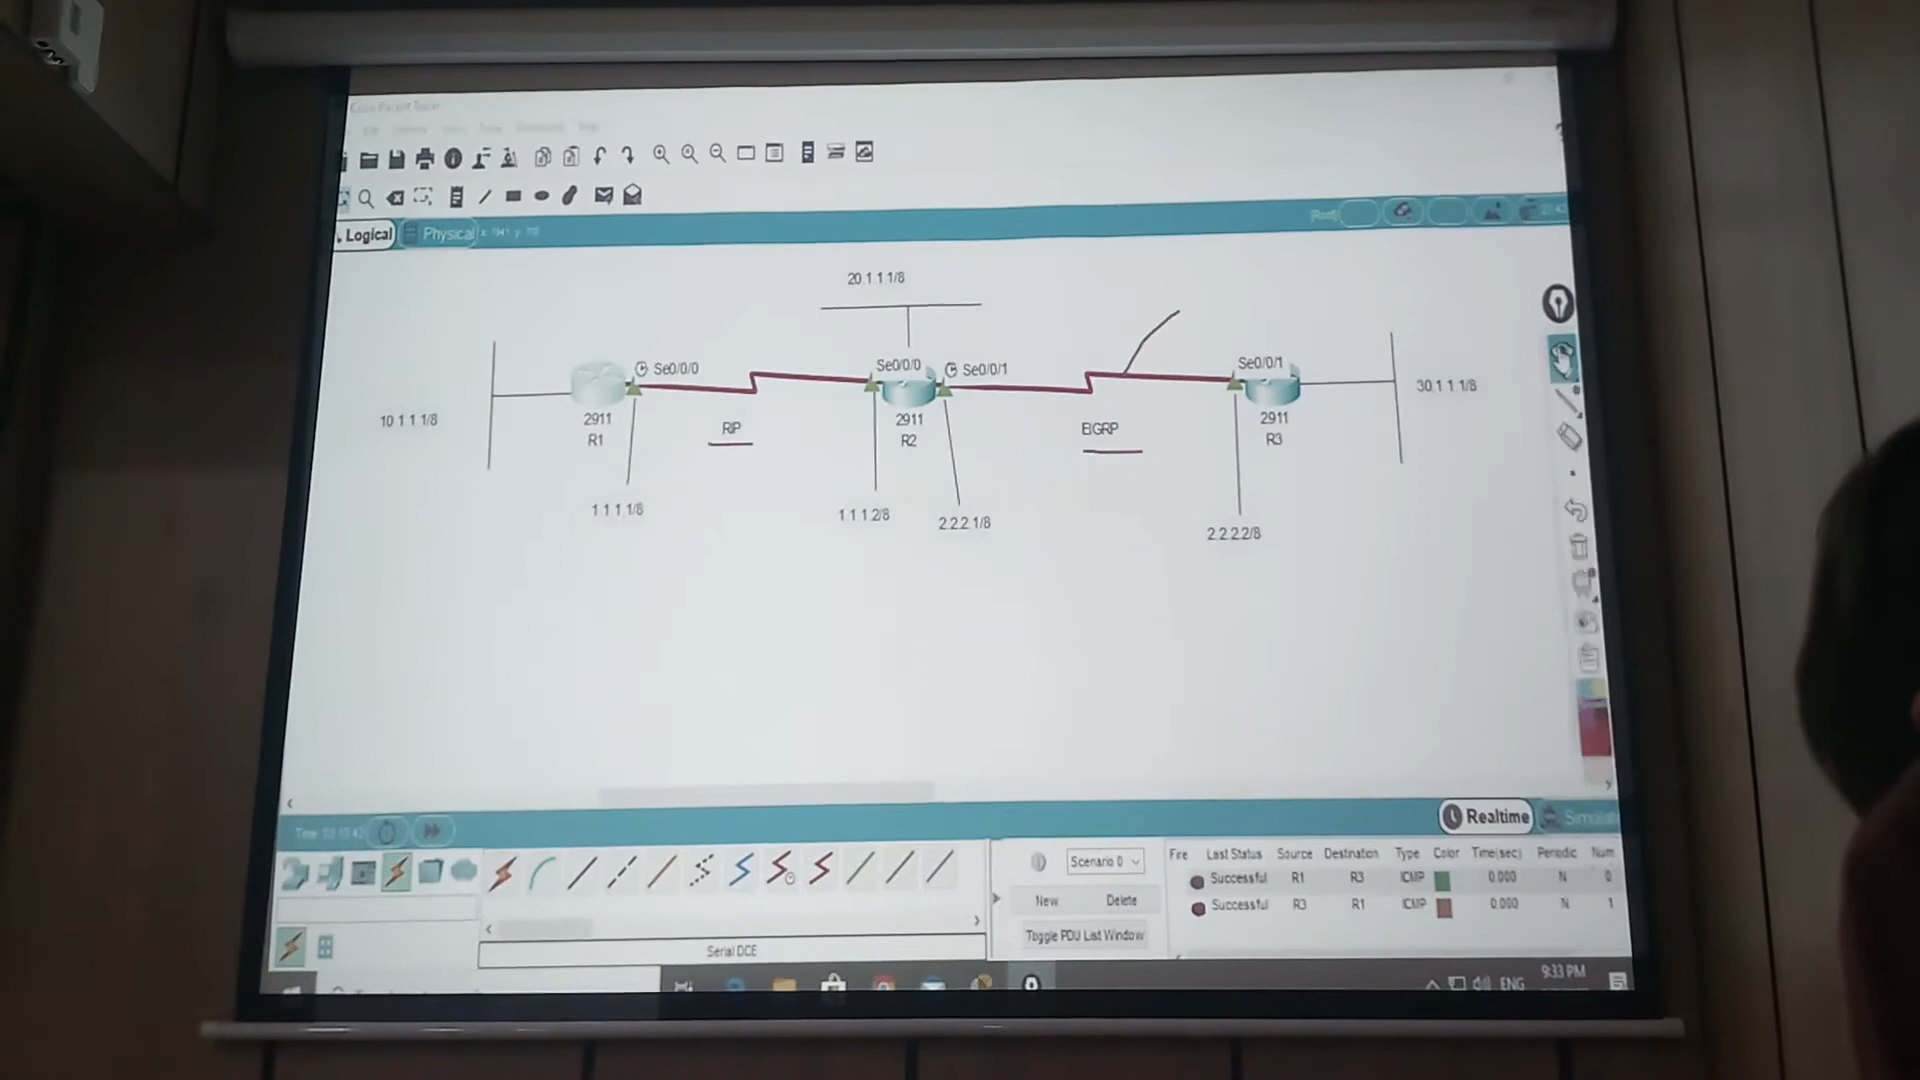 Cisco Packet Tracer
Logical
Physical
[Root]
20.1.1.1/8
Se0/0/0
Se0/0/0
Se0/0/1
Se0/0/1
30.1.1.1/8
10.1.1.1/8
2911
R1
RIP
2911
R2
EIGRP
2911
R3
1.1.1.1/8
1.1.1.2/8
2.2.2.1/8
2.2.2.2/8
Realtime
Scenario 0
New
Delete
Toggle PDU List Window
Fire Last Status Source Destination Type Color Time(sec) Periodic Num
Successful R1 R3 ICMP 0.000 N 0
Successful R3 R1 ICMP 0.000 N 1
Serial DCE
ENG
9:33 PM